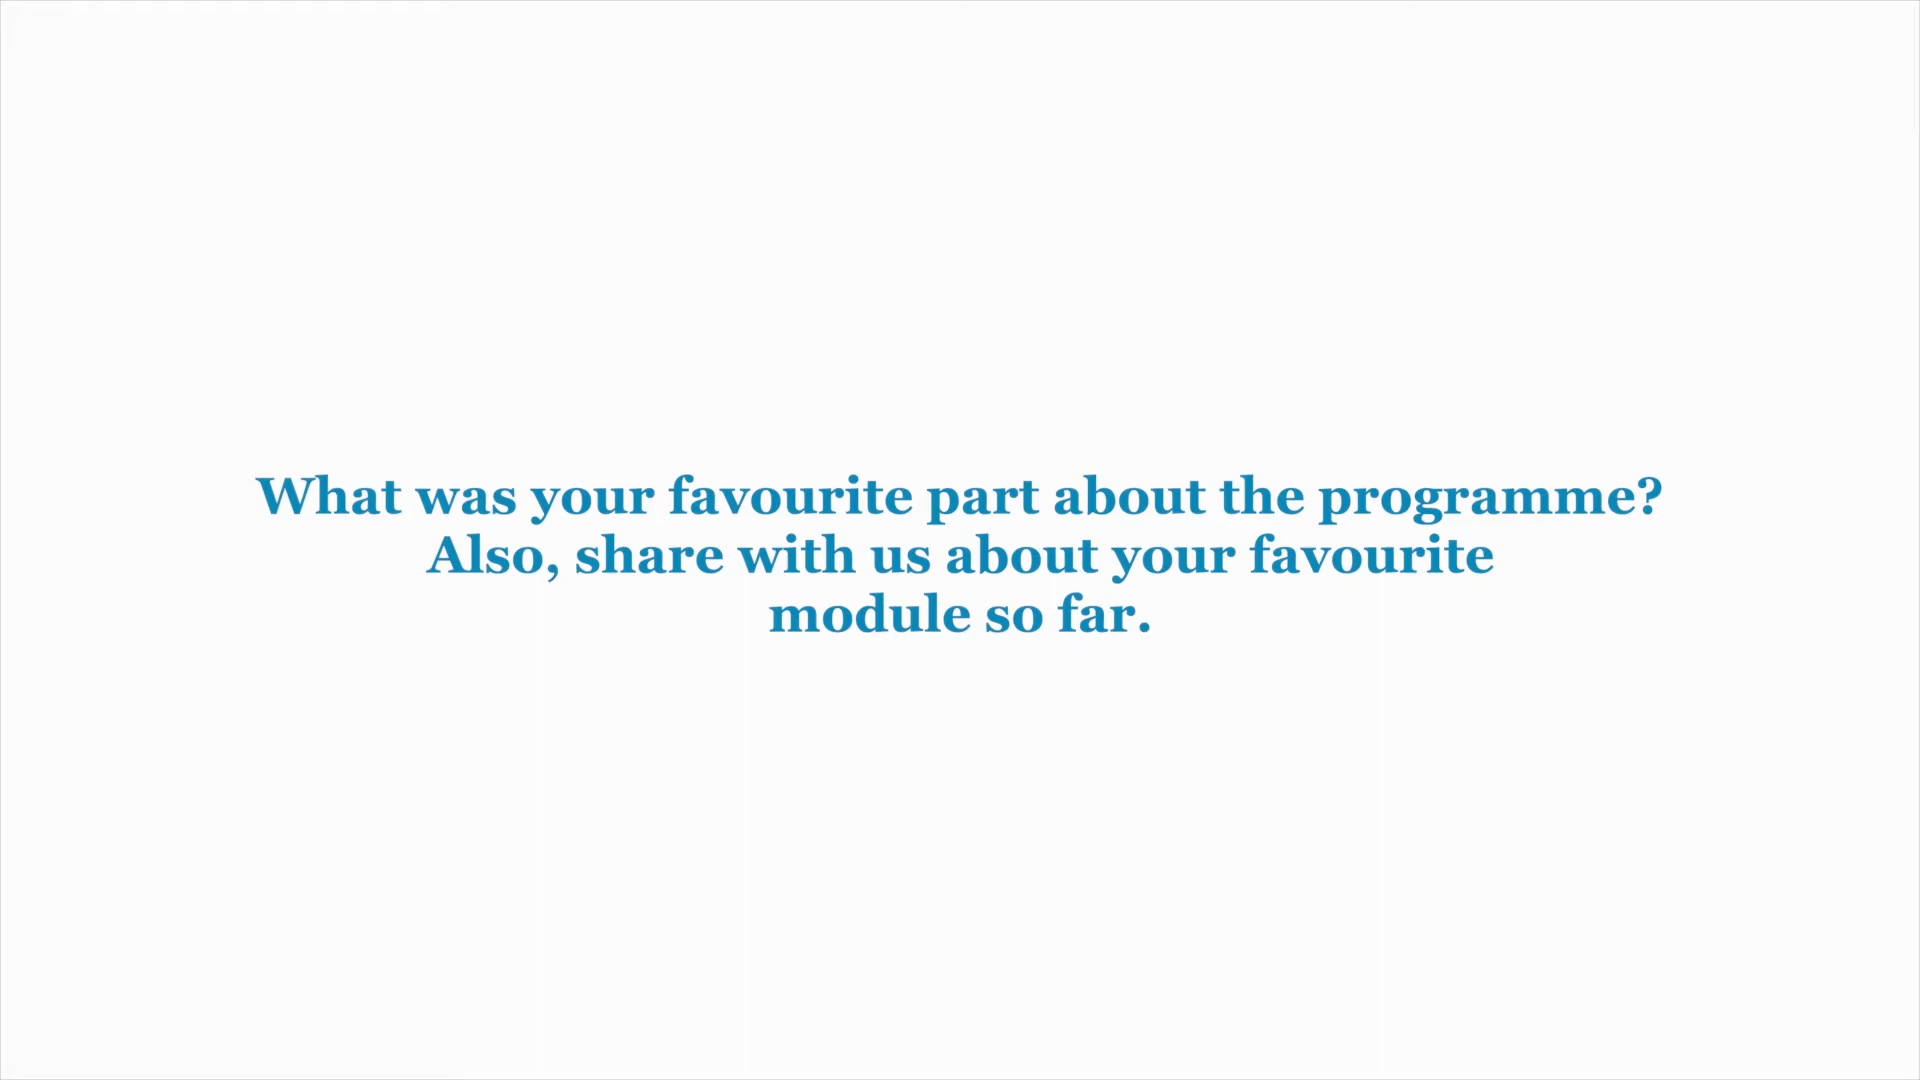 What was your favourite part about the programme?
Also, share with us about your favourite
module so far.